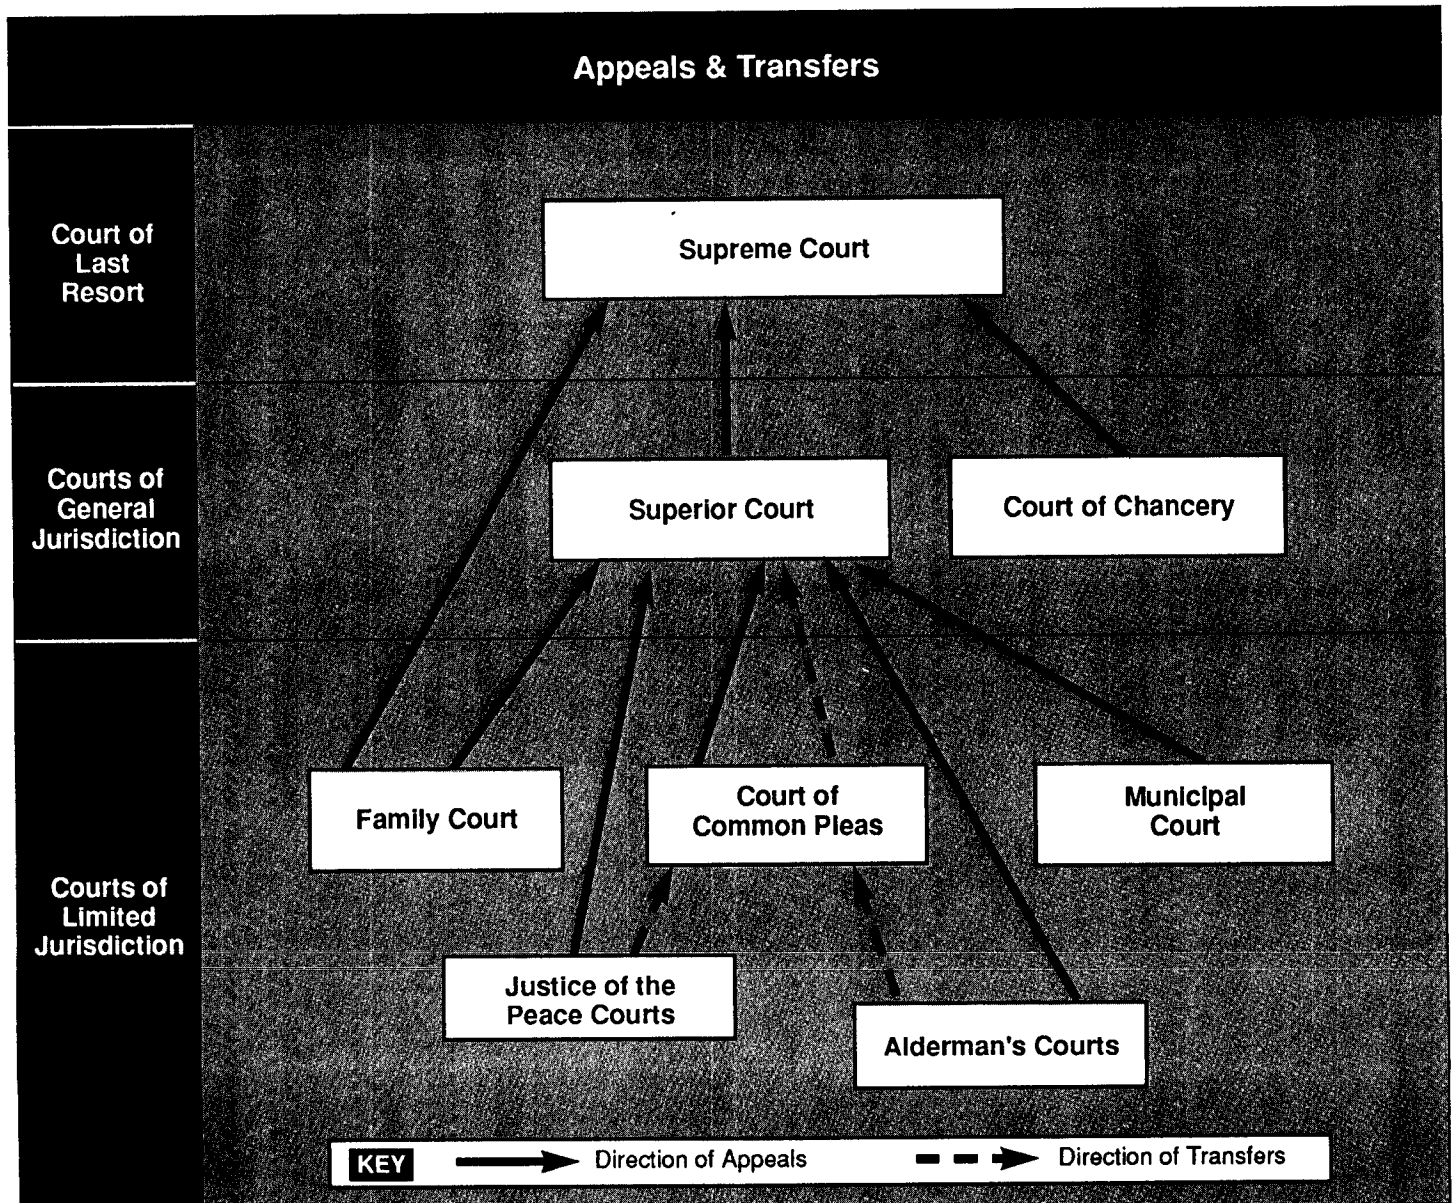 Appeals & Transfers
Court of
Last
Resort
Supreme Court
Courts of
General
Jurisdiction
Superior Court
Court of Chancery
Courts of
Limited
Jurisdiction
Family Court
Court of
Common Pleas
Municipal
Court
Justice of the
Peace Courts
Alderman's Courts
KEY
Direction of Appeals
Direction of Transfers